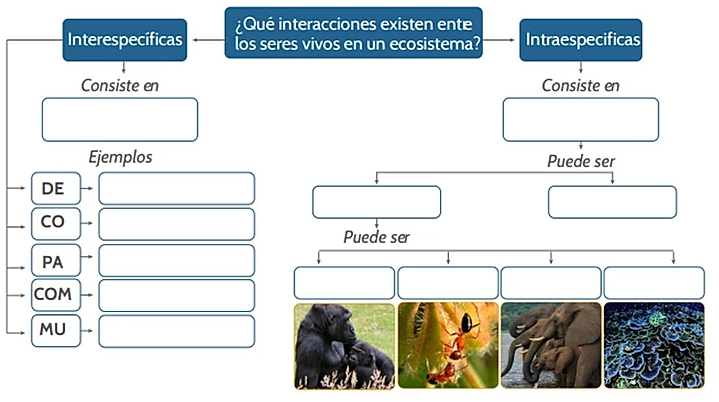 ¿Qué interacciones existen entre
los seres vivos en un ecosistema?
Interespecíficas
Intraespecíficas
Consiste en
Consiste en
Ejemplos
Puede ser
DE
CO
PA
COM
MU
Puede ser